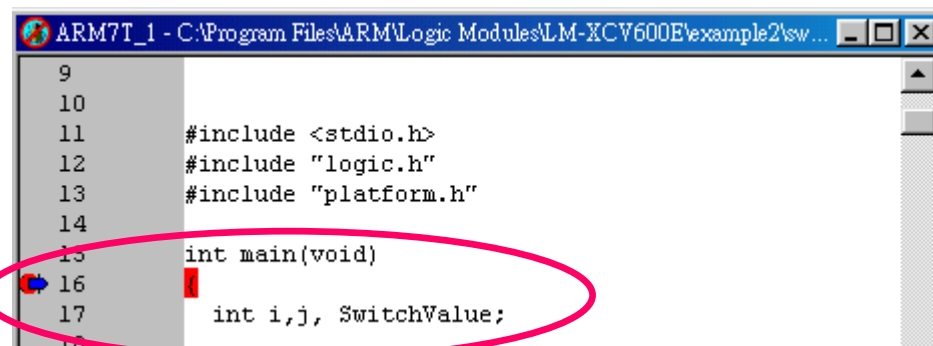 ARM7T_1 - C:\Program Files\ARM\Logic Modules\LM-XCV600E\example2\sw...
9
10
11 #include <stdio.h>
12 #include "logic.h"
13 #include "platform.h"
14
15 int main(void)
16 {
17 int i,j, SwitchValue;
18